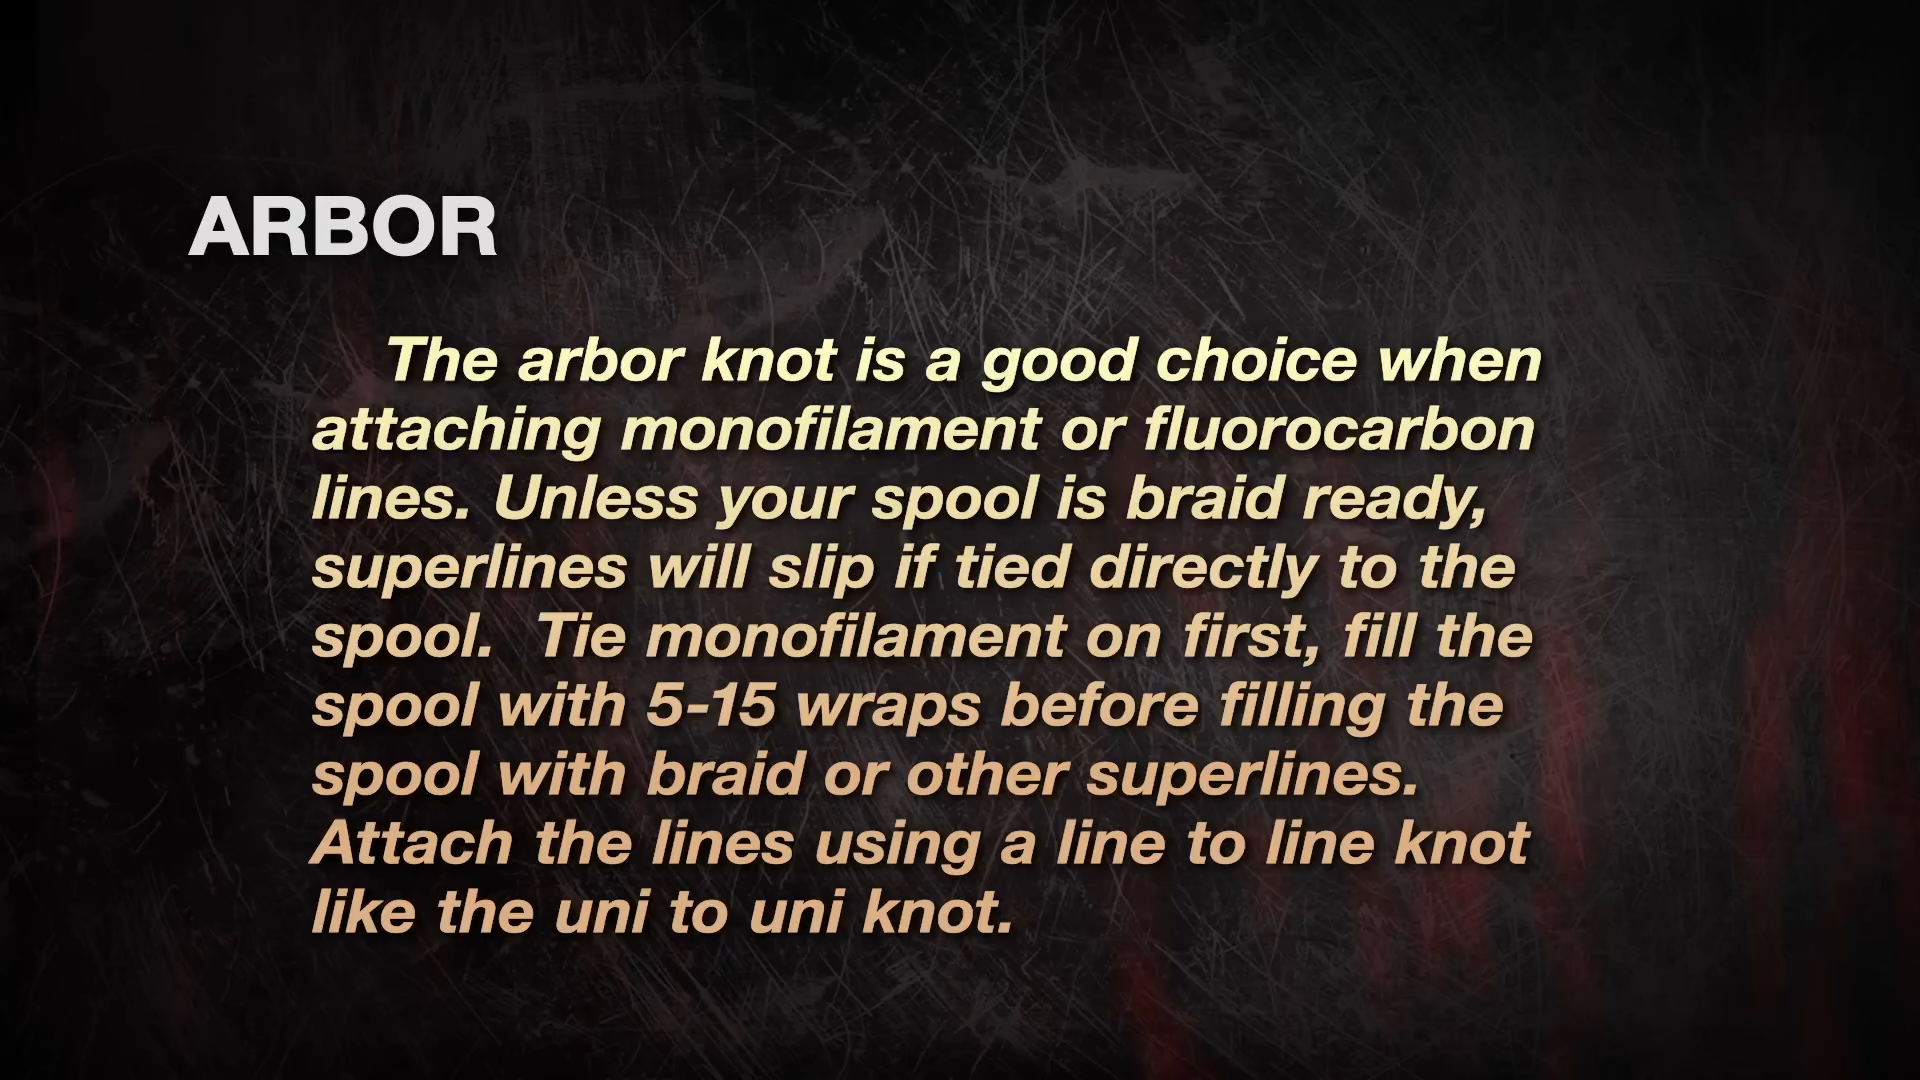 ARBOR
The arbor knot is a good choice when
attaching monofilament or fluorocarbon
lines. Unless your spool is braid ready,
superlines will slip if tied directly to the
spool.  Tie monofilament on first, fill the
spool with 5-15 wraps before filling the
spool with braid or other superlines.
Attach the lines using a line to line knot
like the uni to uni knot.